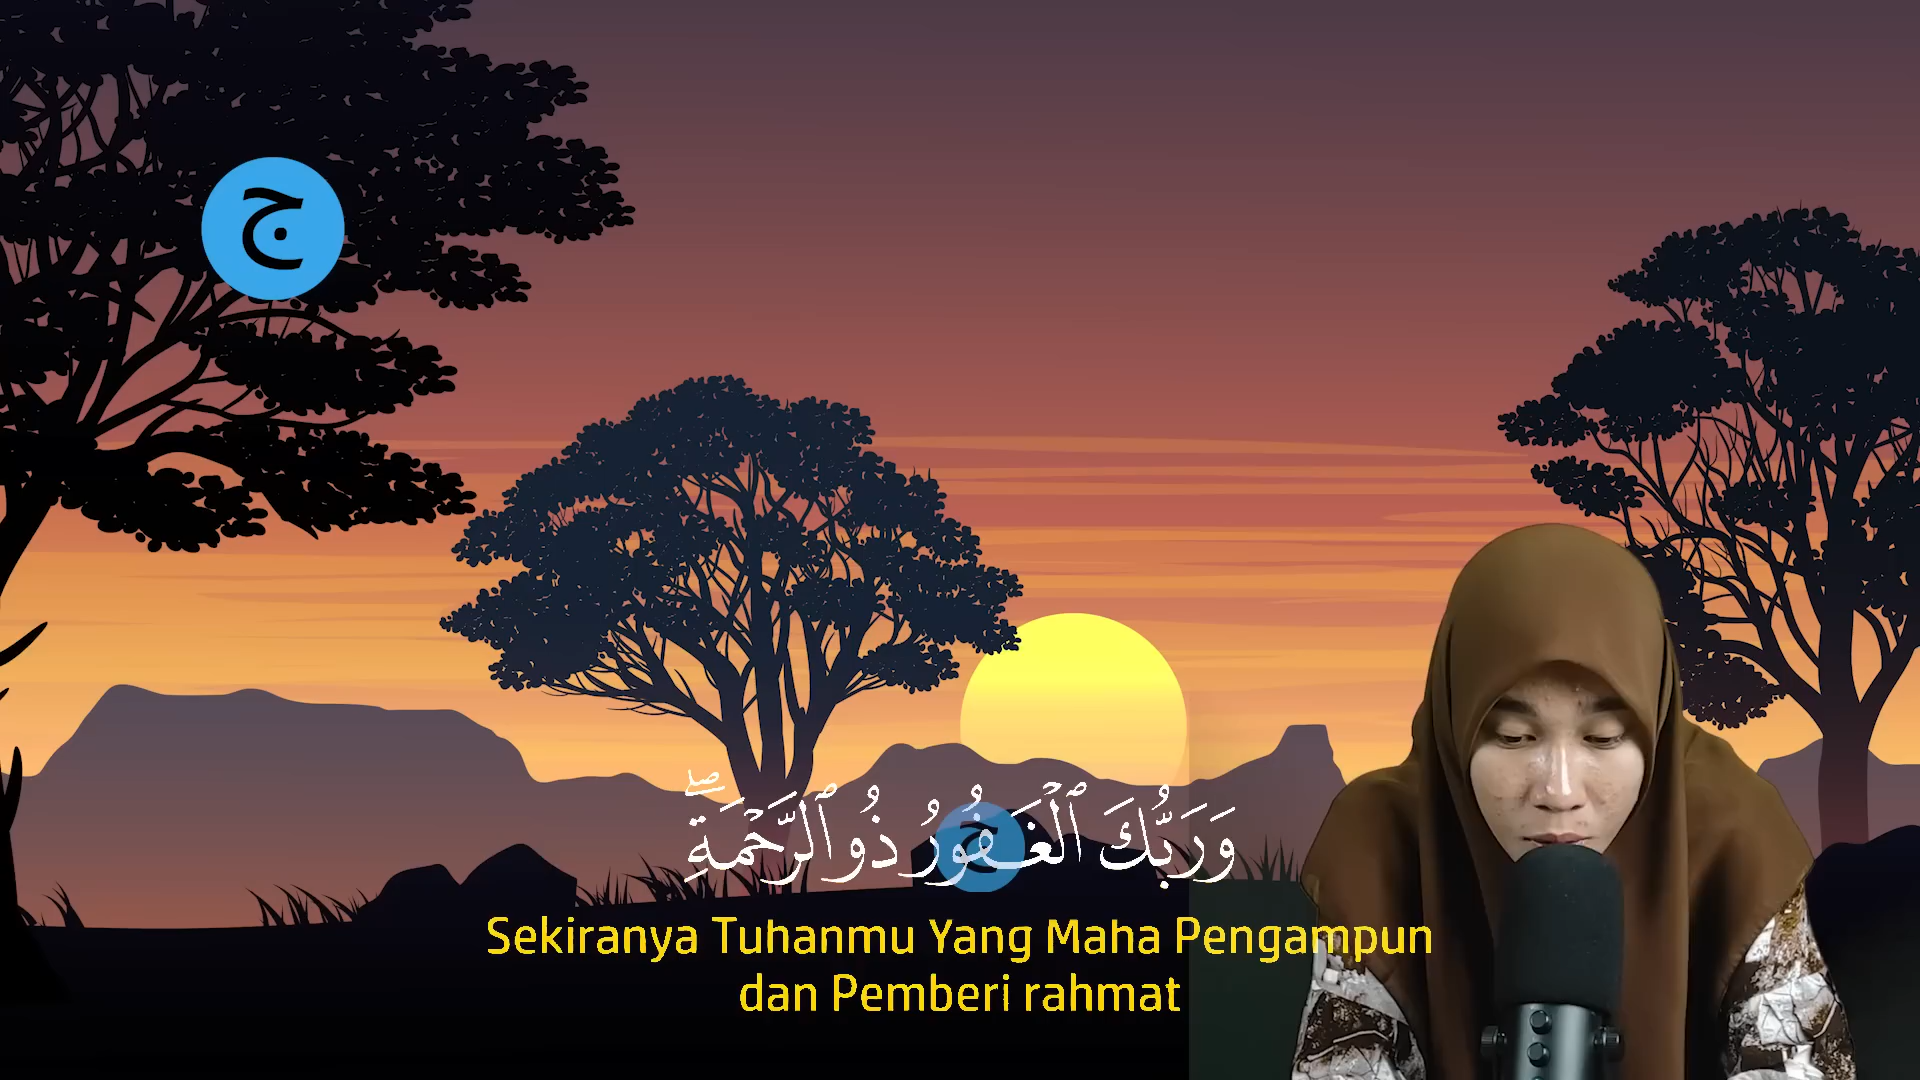 ج
وَرَبُّكَ ٱلْغَفُورُ ذُو ٱلرَّحْمَةِ ۖ
ج
Sekiranya Tuhanmu Yang Maha Pengampun
dan Pemberi rahmat